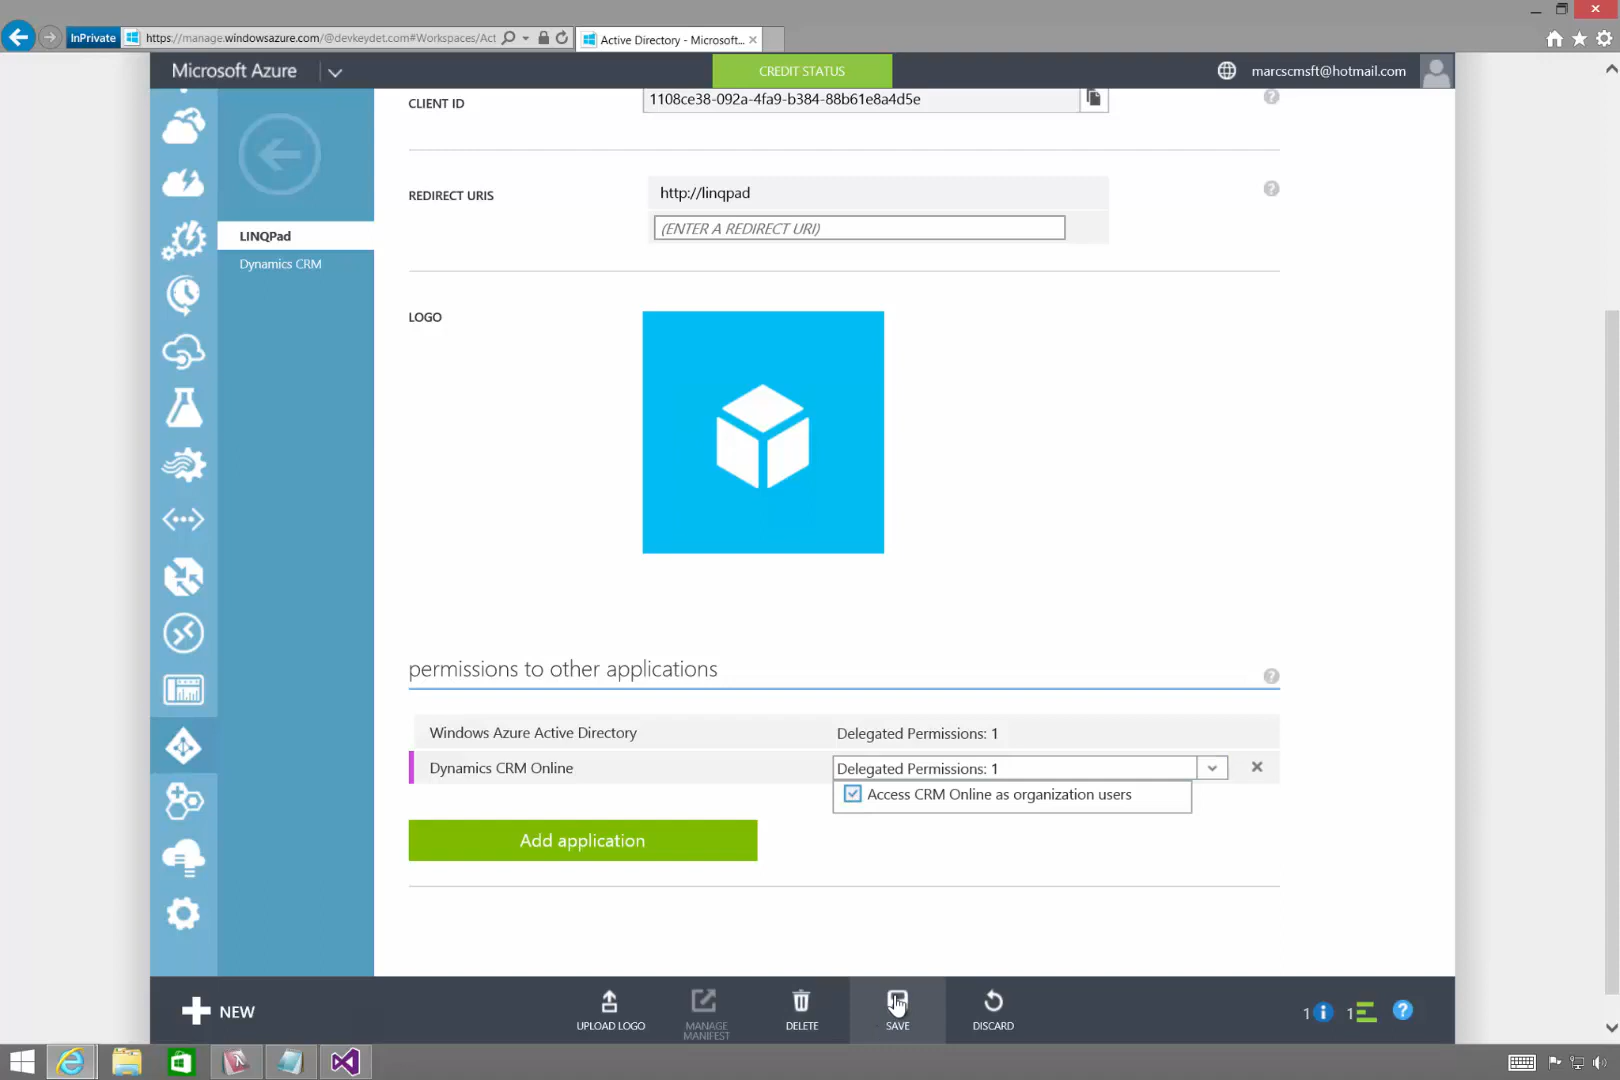 InPrivate
https://manage.windowsazure.com/@devkeydet.com#Workspaces/Act
Active Directory - Microsoft...
Microsoft Azure
CREDIT STATUS
marcscmsft@hotmail.com
CLIENT ID
1108ce38-092a-4fa9-b384-88b61e8a4d5e
REDIRECT URIS
http://linqpad
(ENTER A REDIRECT URI)
LINQPad
Dynamics CRM
LOGO
permissions to other applications
Windows Azure Active Directory
Delegated Permissions: 1
Dynamics CRM Online
Delegated Permissions: 1
Access CRM Online as organization users
Add application
NEW
UPLOAD LOGO
MANAGE
MANIFEST
DELETE
SAVE
DISCARD
1
1